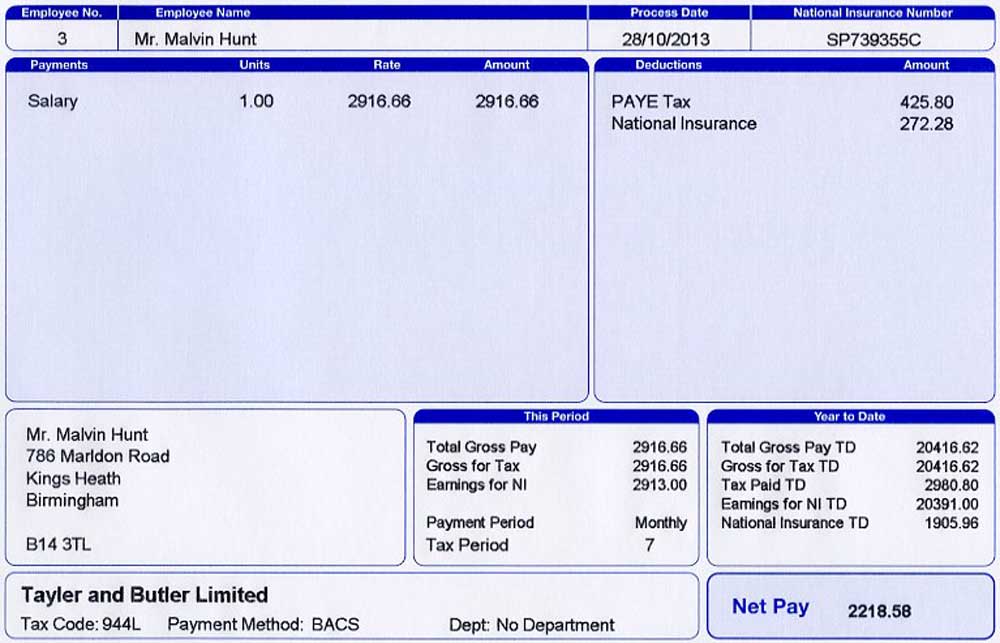 Employee No. Employee Name Process Date National Insurance Number
3 Mr. Malvin Hunt 28/10/2013 SP739355C
Payments Units Rate Amount Deductions Amount
Salary 1.00 2916.66 2916.66 PAYE Tax 425.80
National Insurance 272.28
Mr. Malvin Hunt
786 Marldon Road
Kings Heath
Birmingham
B14 3TL
This Period
Total Gross Pay 2916.66
Gross for Tax 2916.66
Earnings for NI 2913.00
Payment Period Monthly
Tax Period 7
Year to Date
Total Gross Pay TD 20416.62
Gross for Tax TD 20416.62
Tax Paid TD 2980.80
Earnings for NI TD 20391.00
National Insurance TD 1905.96
Tayler and Butler Limited
Tax Code: 944L Payment Method: BACS Dept: No Department
Net Pay 2218.58